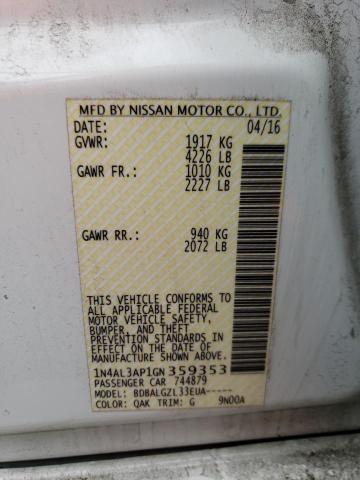 MFD BY NISSAN MOTOR CO., LTD.
DATE: 04/16
GVWR: 1917 KG
4226 LB
GAWR FR.: 1010 KG
2227 LB
GAWR RR.: 940 KG
2072 LB
THIS VEHICLE CONFORMS TO
ALL APPLICABLE FEDERAL
MOTOR VEHICLE SAFETY,
BUMPER, AND THEFT
PREVENTION STANDARDS
IN EFFECT ON THE DATE OF
MANUFACTURE SHOWN ABOVE.
1N4AL3AP1GN 359353
PASSENGER CAR 744879
MODEL: BDBALGZL33EUA-----
COLOR: QAK TRIM: G 9N00A